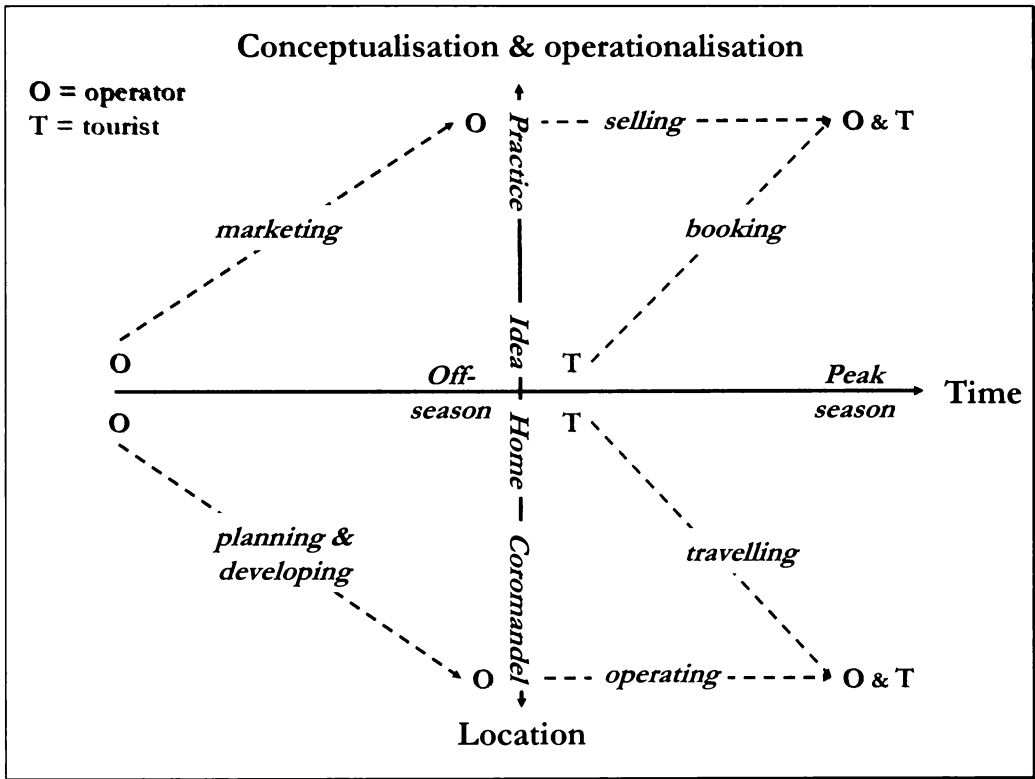 Conceptualisation & operationalisation
O = operator
T = tourist
O
selling
O & T
Practice
marketing
booking
Idea
O
T
Off-
season
Peak
season
Time
O
T
Home
planning &
developing
travelling
Coromandel
O
operating
O & T
Location